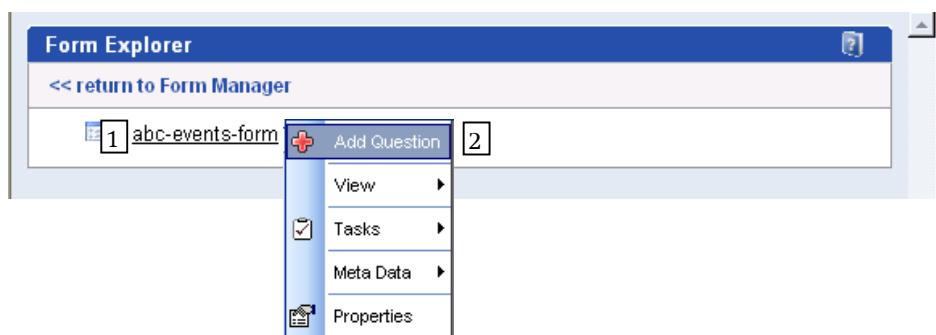 Form Explorer
<< return to Form Manager
1 abc-events-form
Add Question 2
View
Tasks
Meta Data
Properties